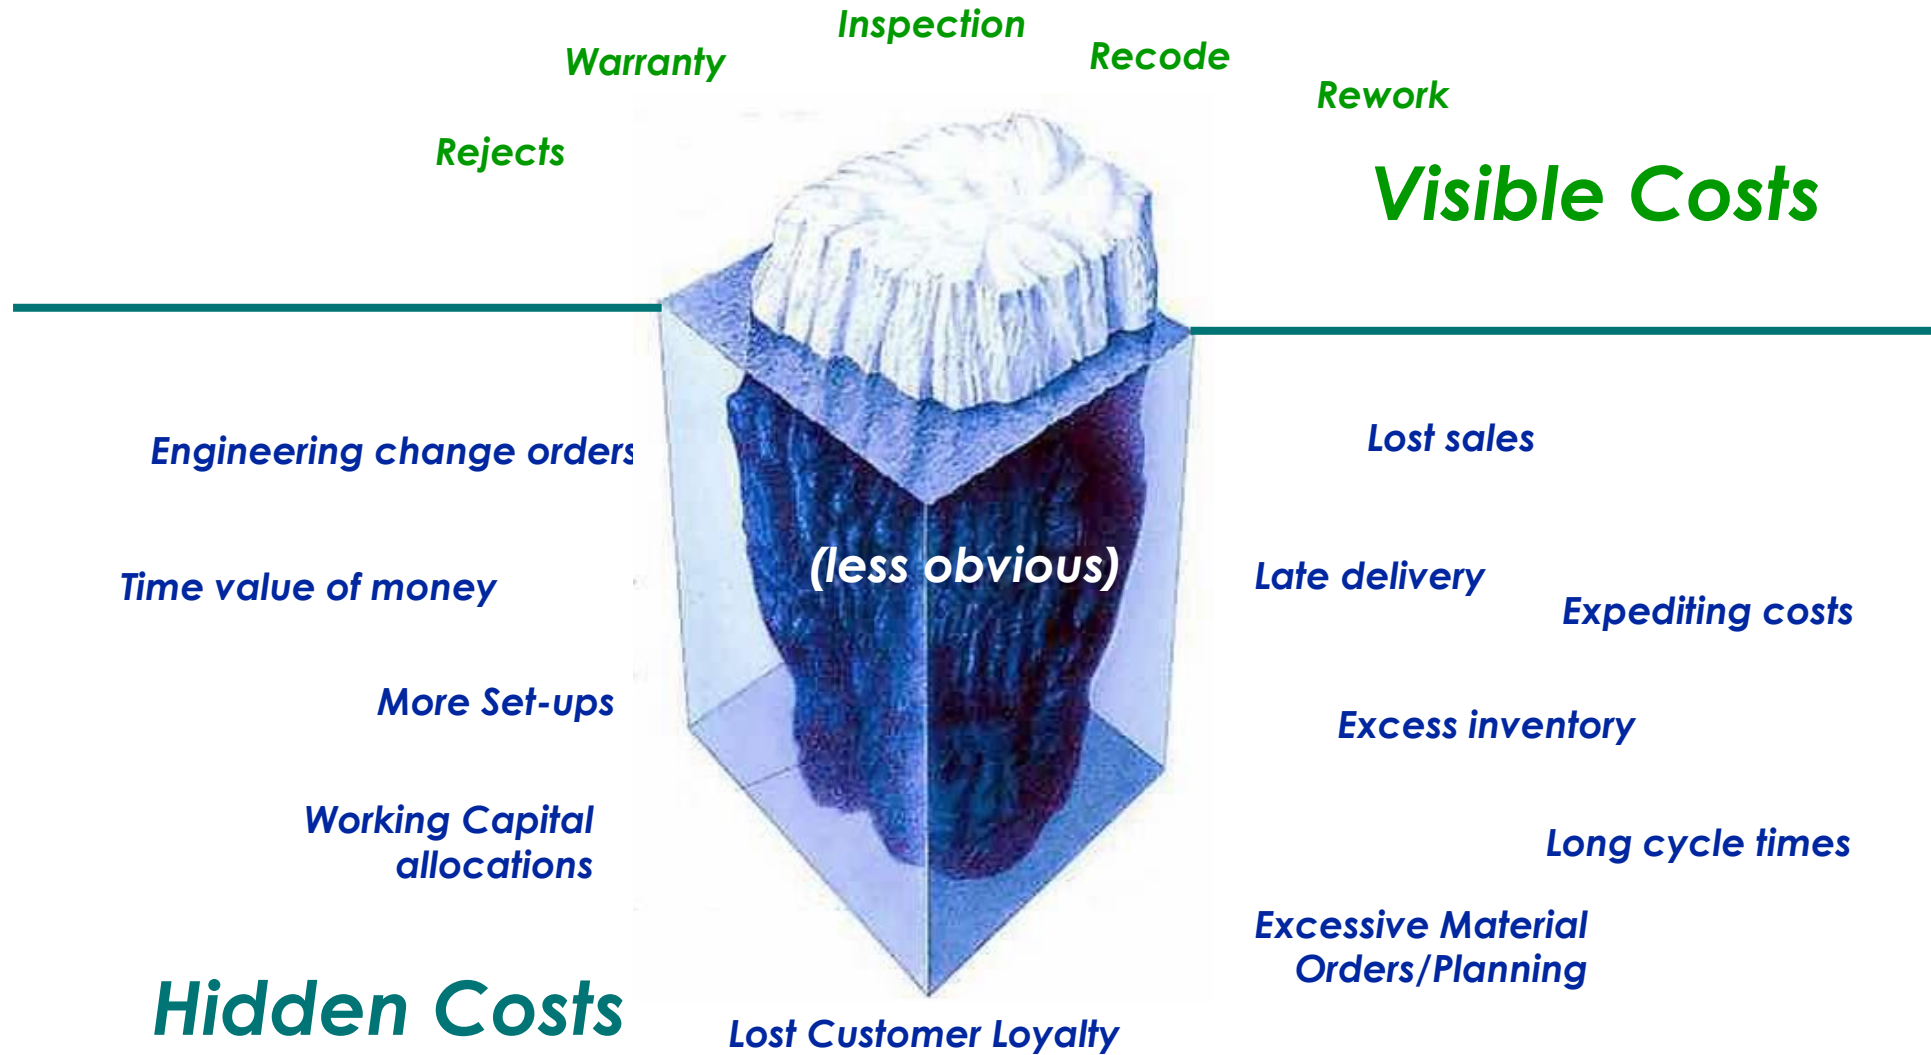 Inspection
Warranty
Recode
Rework
Rejects
Visible Costs
Engineering change orders
Lost sales
(less obvious)
Time value of money
Late delivery
Expediting costs
More Set-ups
Excess inventory
Working Capital
allocations
Long cycle times
Excessive Material
Orders/Planning
Hidden Costs
Lost Customer Loyalty